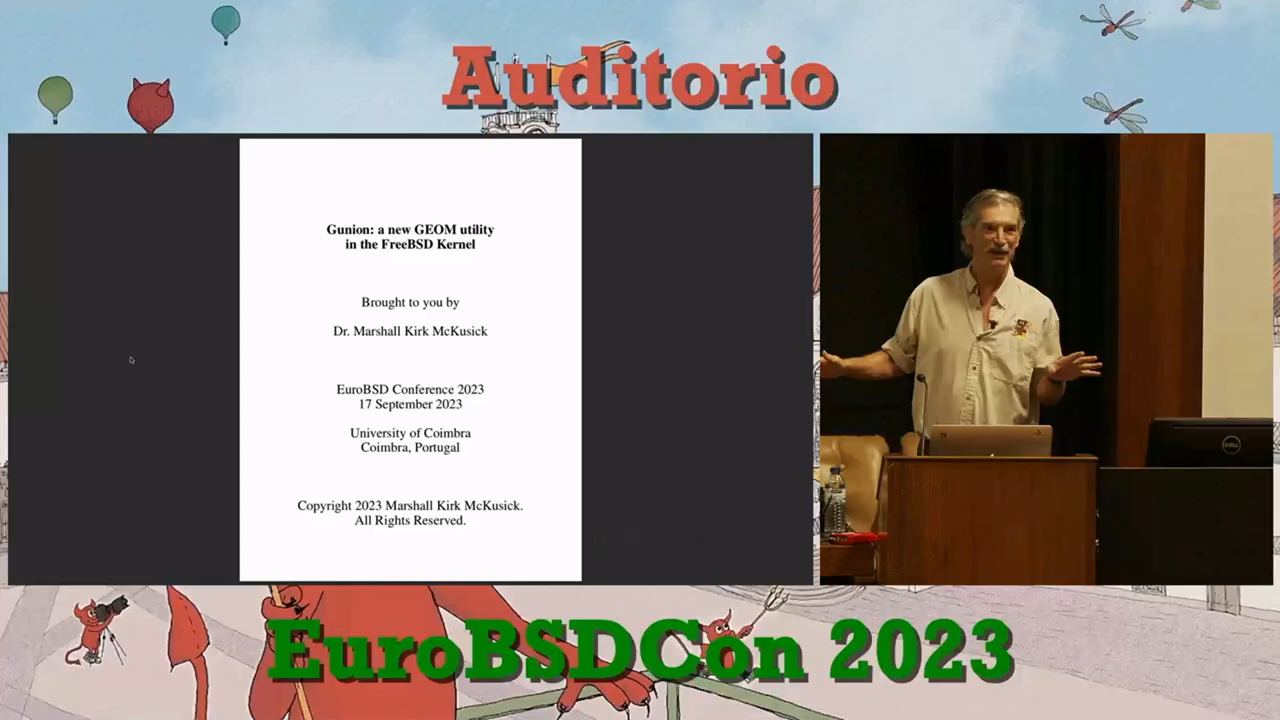 Auditorio
Gunion: a new GEOM utility
in the FreeBSD Kernel
Brought to you by
Dr. Marshall Kirk McKusick
EuroBSD Conference 2023
17 September 2023
University of Coimbra
Coimbra, Portugal
Copyright 2023 Marshall Kirk McKusick.
All Rights Reserved.
DELL
EuroBSDCon 2023